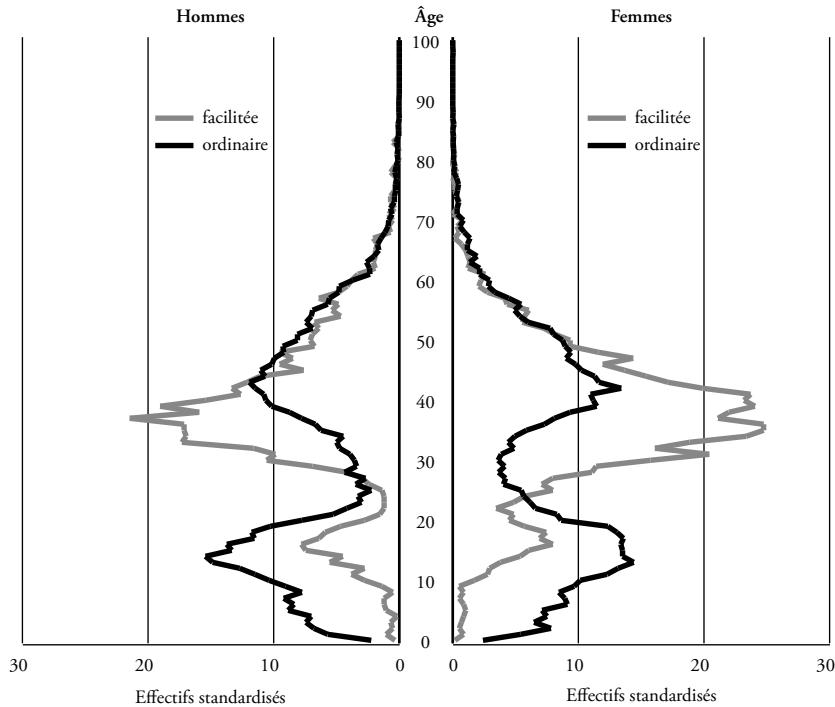 Hommes Âge Femmes
100
90
facilitée facilitée
ordinaire ordinaire
80
70
60
50
40
30
20
10
0
30 20 10 0 0 10 20 30
Effectifs standardisés Effectifs standardisés